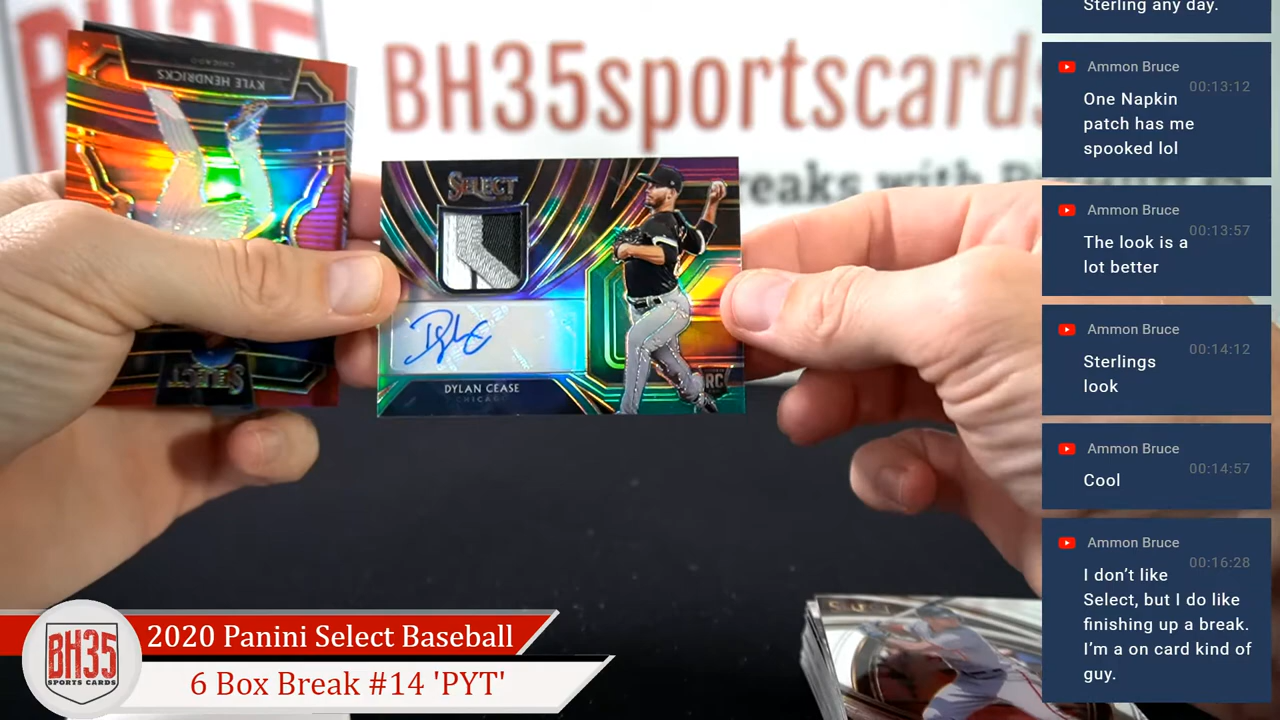 BH35sportscards
reaks with
KYLE HENDRICKS
CHICAGO
SELECT
SELECT
DYLAN CEASE
CHICAGO
RC
Sterling any day.
Ammon Bruce
00:13:12
One Napkin
patch has me
spooked lol
Ammon Bruce
00:13:57
The look is a
lot better
Ammon Bruce
00:14:12
Sterlings
look
Ammon Bruce
00:14:57
Cool
Ammon Bruce
00:16:28
I don't like
Select, but I do like
finishing up a break.
I'm a on card kind of
guy.
BH35
SPORTS CARDS
2020 Panini Select Baseball
6 Box Break #14 'PYT'